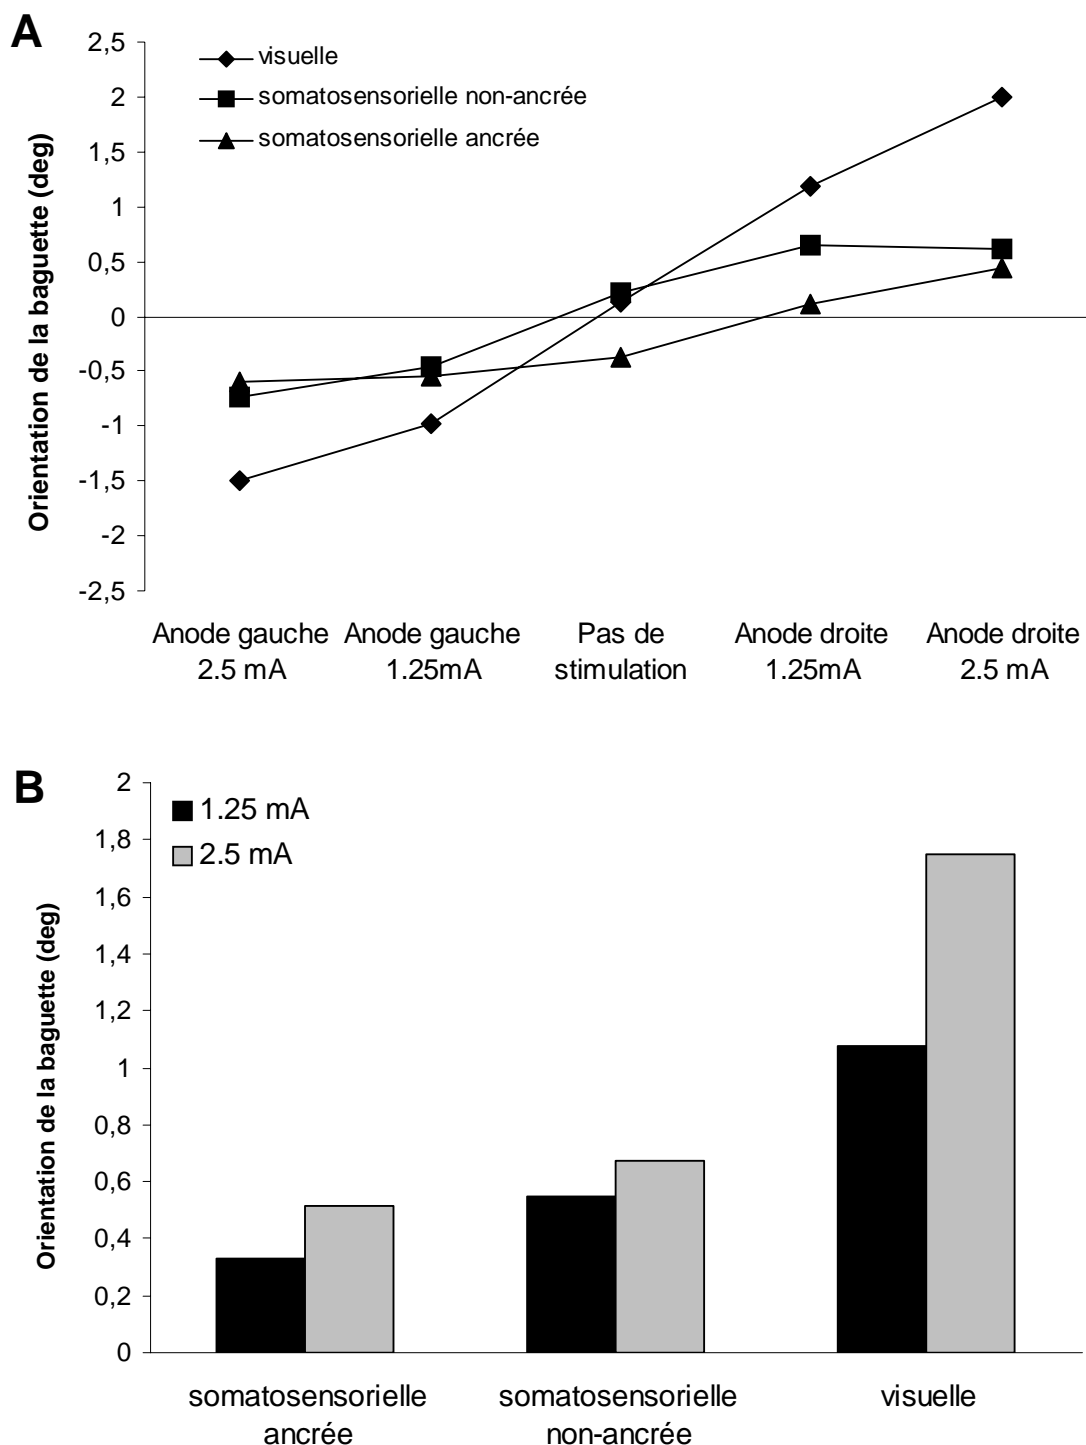 A
2,5
2
1,5
1
0,5
0
-0,5
-1
-1,5
-2
-2,5
Orientation de la baguette (deg)
visuelle
somatosensorielle non-ancrée
somatosensorielle ancrée
Anode gauche Anode gauche Pas de Anode droite Anode droite
2.5 mA 1.25mA stimulation 1.25mA 2.5 mA
B
2
1,8
1,6
1,4
1,2
1
0,8
0,6
0,4
0,2
0
Orientation de la baguette (deg)
1.25 mA
2.5 mA
somatosensorielle somatosensorielle visuelle
ancrée non-ancrée